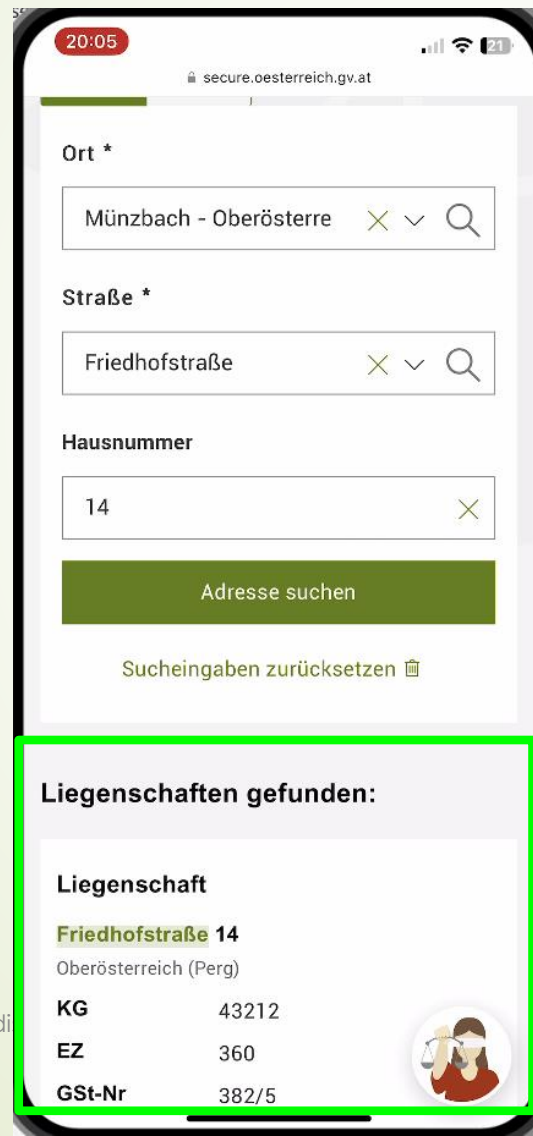 20:05
21
secure.oesterreich.gv.at
Ort *
Münzbach - Oberösterre
Straße *
Friedhofstraße
Hausnummer
14
Adresse suchen
Sucheingaben zurücksetzen
Liegenschaften gefunden:
Liegenschaft
Friedhofstraße 14
Oberösterreich (Perg)
KG 43212
EZ 360
GSt-Nr 382/5